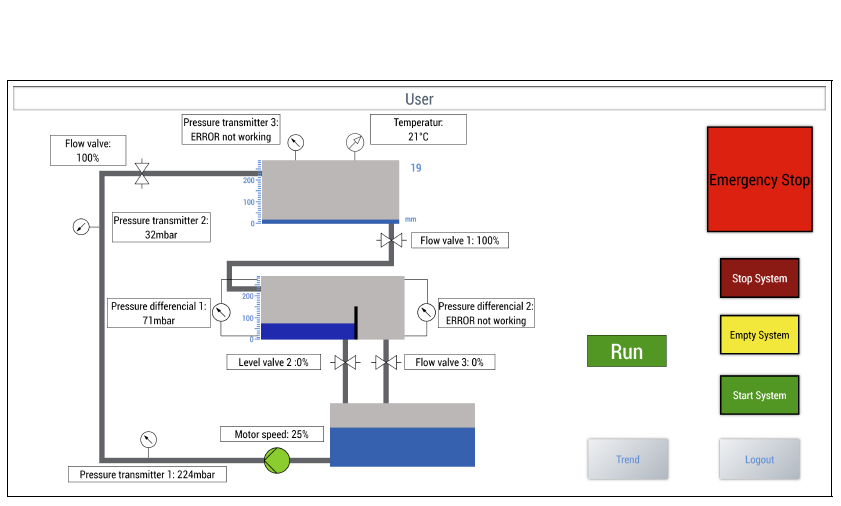 User
Pressure transmitter 3:
ERROR not working
Temperatur:
21°C
Flow valve:
100%
19
200
100
0
mm
Emergency Stop
Pressure transmitter 2:
32mbar
Flow valve 1: 100%
Stop System
Pressure differencial 1:
71mbar
200
100
0
Pressure differencial 2:
ERROR not working
Empty System
Run
Level valve 2 :0%
Flow valve 3: 0%
Start System
Motor speed: 25%
Pressure transmitter 1: 224mbar
Trend
Logout